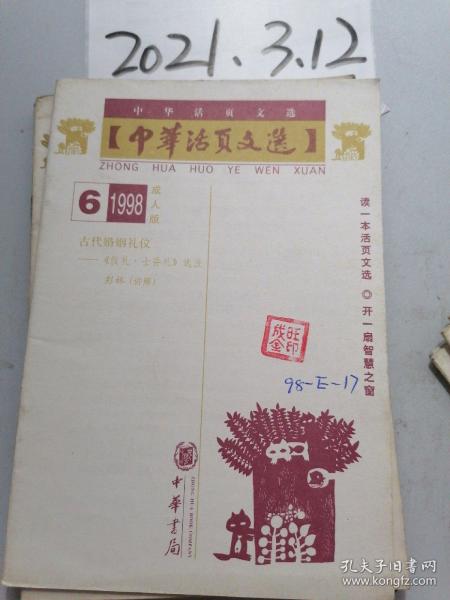 2021.3.12
中华活页文选
【中華活頁文選】
ZHONG HUA HUO YE WEN XUAN
6 1998 成人版
古代婚姻礼仪
——《仪礼·士昏礼》选注
彭林（讲解）
读一本活页文选◎开一扇智慧之窗
98-E-17
中華書局
孔夫子旧书网
www.kongfz.com